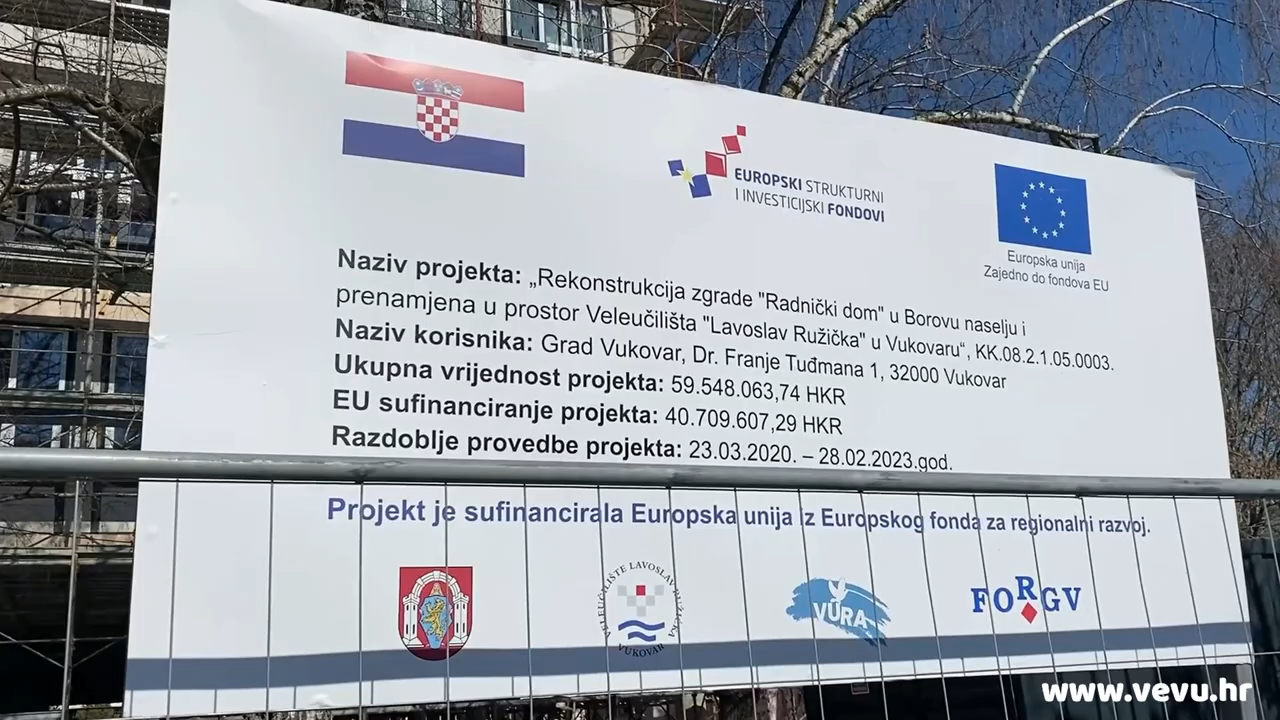 EUROPSKI STRUKTURNI
I INVESTICIJSKI FONDOVI
Europska unija
Zajedno do fondova EU
Naziv projekta: „Rekonstrukcija zgrade "Radnički dom" u Borovu naselju i
prenamjena u prostor Veleučilišta "Lavoslav Ružička" u Vukovaru“, KK.08.2.1.05.0003.
Naziv korisnika: Grad Vukovar, Dr. Franje Tuđmana 1, 32000 Vukovar
Ukupna vrijednost projekta: 59.548.063,74 HKR
EU sufinanciranje projekta: 40.709.607,29 HKR
Razdoblje provedbe projekta: 23.03.2020. – 28.02.2023.god.
Projekt je sufinancirala Europska unija iz Europskog fonda za regionalni razvoj.
VELEUČILIŠTE LAVOSLAV RUŽIČKA
VUKOVAR
VURA
FORGV
www.vevu.hr